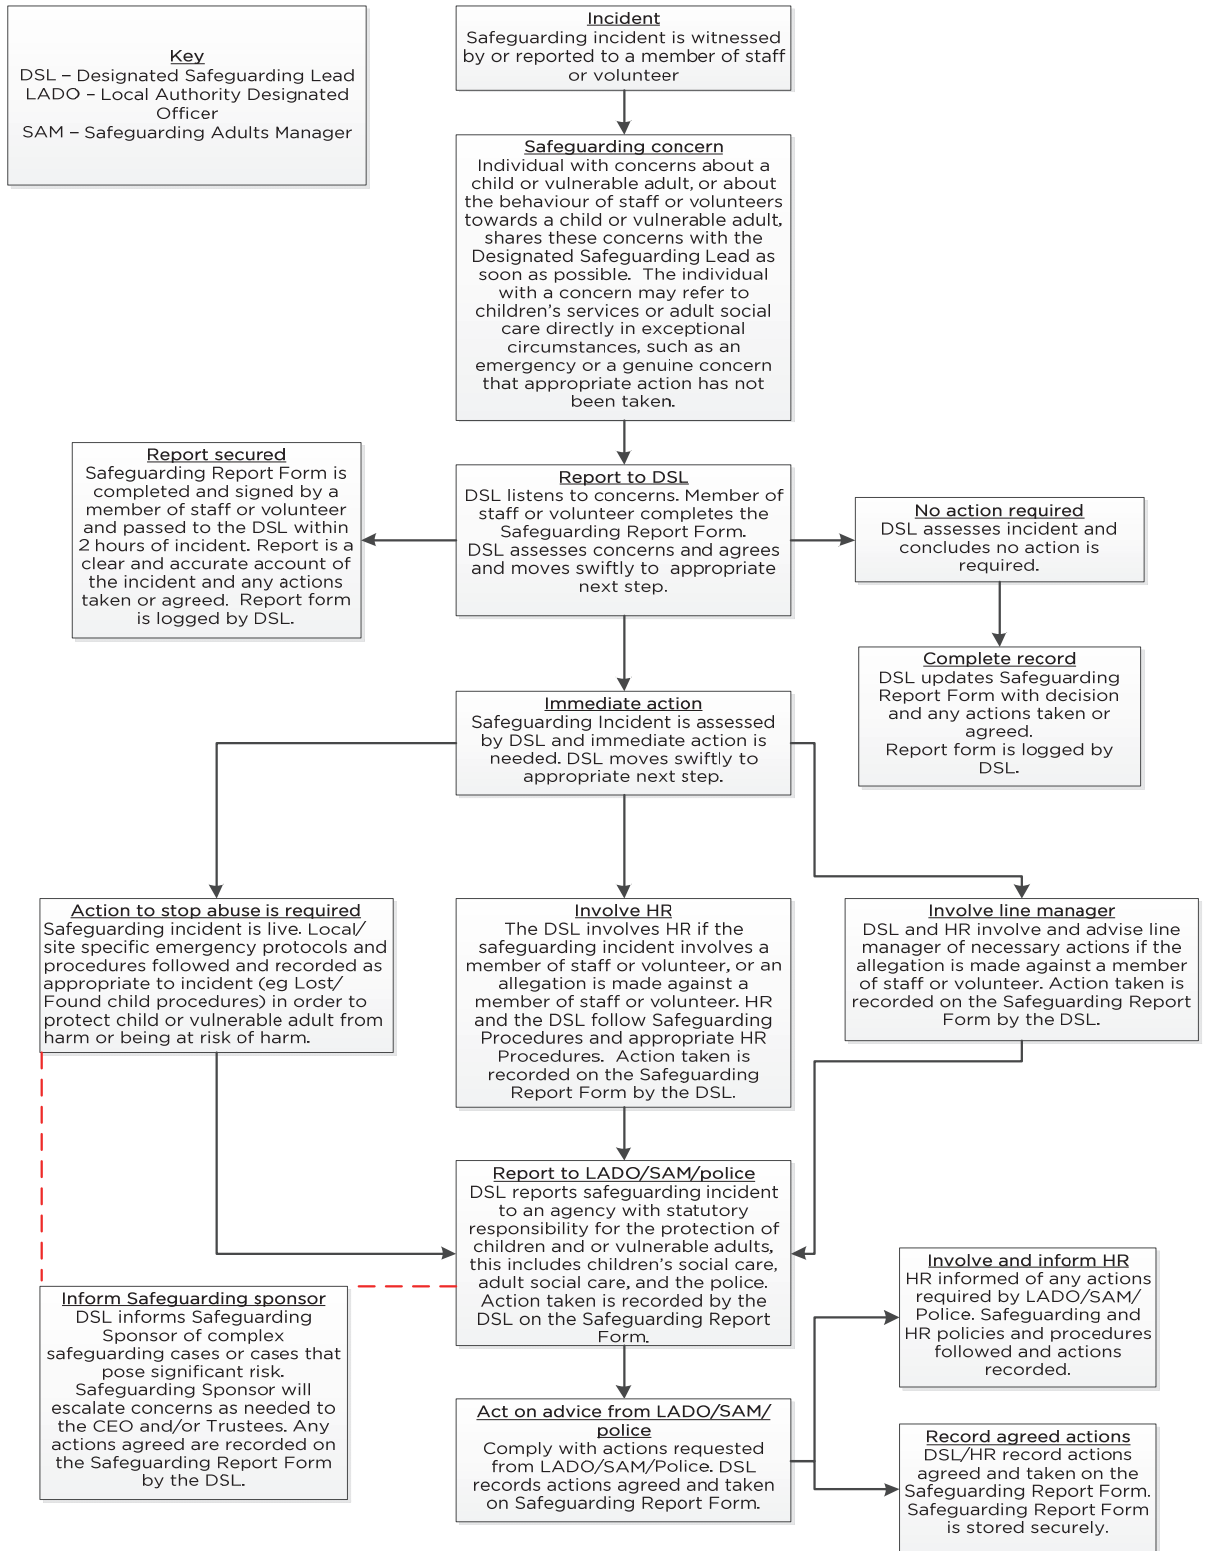 Key
DSL – Designated Safeguarding Lead
LADO – Local Authority Designated
Officer
SAM – Safeguarding Adults Manager
Incident
Safeguarding incident is witnessed
by or reported to a member of staff
or volunteer
Safeguarding concern
Individual with concerns about a
child or vulnerable adult, or about
the behaviour of staff or volunteers
towards a child or vulnerable adult,
shares these concerns with the
Designated Safeguarding Lead as
soon as possible.  The individual
with a concern may refer to
children’s services or adult social
care directly in exceptional
circumstances, such as an
emergency or a genuine concern
that appropriate action has not
been taken.
Report secured
Safeguarding Report Form is
completed and signed by a
member of staff or volunteer
and passed to the DSL within
2 hours of incident. Report is a
clear and accurate account of
the incident and any actions
taken or agreed.  Report form
is logged by DSL.
Report to DSL
DSL listens to concerns. Member of
staff or volunteer completes the
Safeguarding Report Form.
DSL assesses concerns and agrees
and moves swiftly to  appropriate
next step.
No action required
DSL assesses incident and
concludes no action is
required.
Complete record
DSL updates Safeguarding
Report Form with decision
and any actions taken or
agreed.
Report form is logged by
DSL.
Immediate action
Safeguarding Incident is assessed
by DSL and immediate action is
needed. DSL moves swiftly to
appropriate next step.
Action to stop abuse is required
Safeguarding incident is live. Local/
site specific emergency protocols and
procedures followed and recorded as
appropriate to incident (eg Lost/
Found child procedures) in order to
protect child or vulnerable adult from
harm or being at risk of harm.
Involve HR
The DSL involves HR if the
safeguarding incident involves a
member of staff or volunteer, or an
allegation is made against a
member of staff or volunteer. HR
and the DSL follow Safeguarding
Procedures and appropriate HR
Procedures.  Action taken is
recorded on the Safeguarding
Report Form by the DSL.
Involve line manager
DSL and HR involve and advise line
manager of necessary actions if the
allegation is made against a member
of staff or volunteer. Action taken is
recorded on the Safeguarding Report
Form by the DSL.
Report to LADO/SAM/police
DSL reports safeguarding incident
to an agency with statutory
responsibility for the protection of
children and or vulnerable adults,
this includes children’s social care,
adult social care, and the police.
Action taken is recorded by the
DSL on the Safeguarding Report
Form.
Inform Safeguarding sponsor
DSL informs Safeguarding
Sponsor of complex
safeguarding cases or cases that
pose significant risk.
Safeguarding Sponsor will
escalate concerns as needed to
the CEO and/or Trustees. Any
actions agreed are recorded on
the Safeguarding Report Form
by the DSL.
Act on advice from LADO/SAM/
police
Comply with actions requested
from LADO/SAM/Police. DSL
records actions agreed and taken
on Safeguarding Report Form.
Involve and inform HR
HR informed of any actions
required by LADO/SAM/
Police. Safeguarding and
HR policies and procedures
followed and actions
recorded.
Record agreed actions
DSL/HR record actions
agreed and taken on the
Safeguarding Report Form.
Safeguarding Report Form
is stored securely.